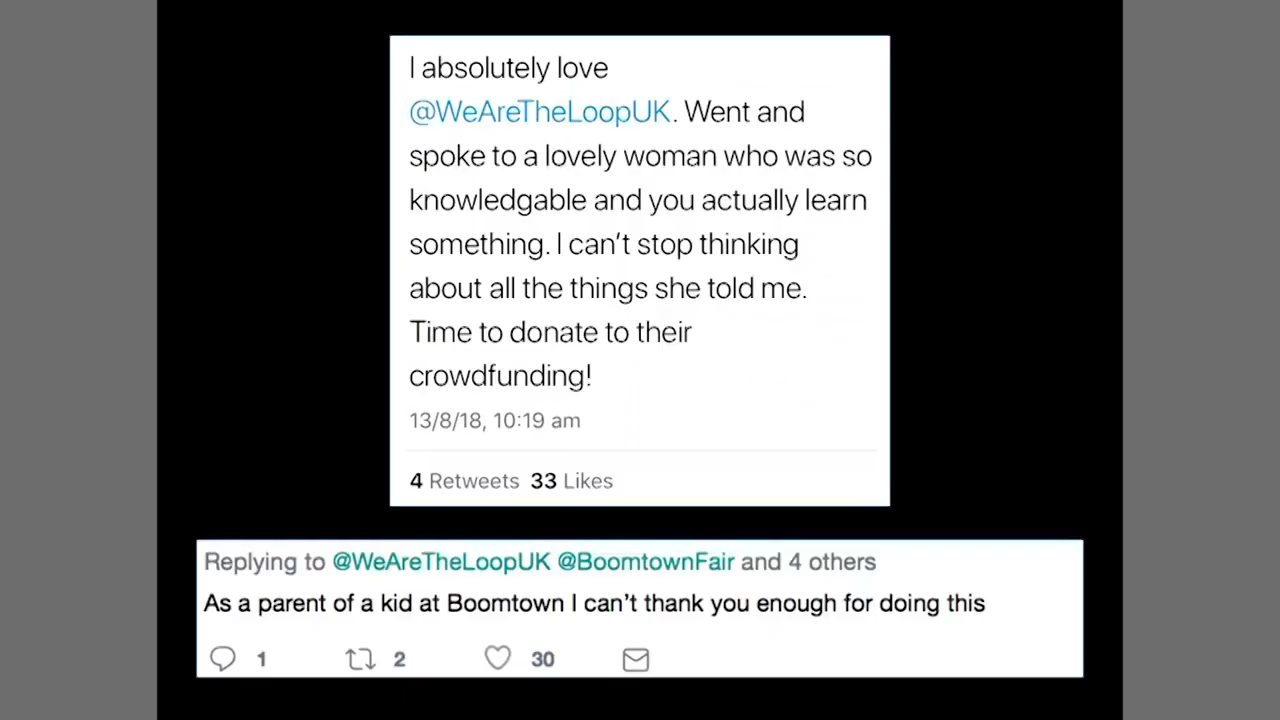 I absolutely love
@WeAreTheLoopUK. Went and
spoke to a lovely woman who was so
knowledgable and you actually learn
something. I can't stop thinking
about all the things she told me.
Time to donate to their
crowdfunding!
13/8/18, 10:19 am
4 Retweets 33 Likes
Replying to @WeAreTheLoopUK @BoomtownFair and 4 others
As a parent of a kid at Boomtown I can't thank you enough for doing this
1 2 30